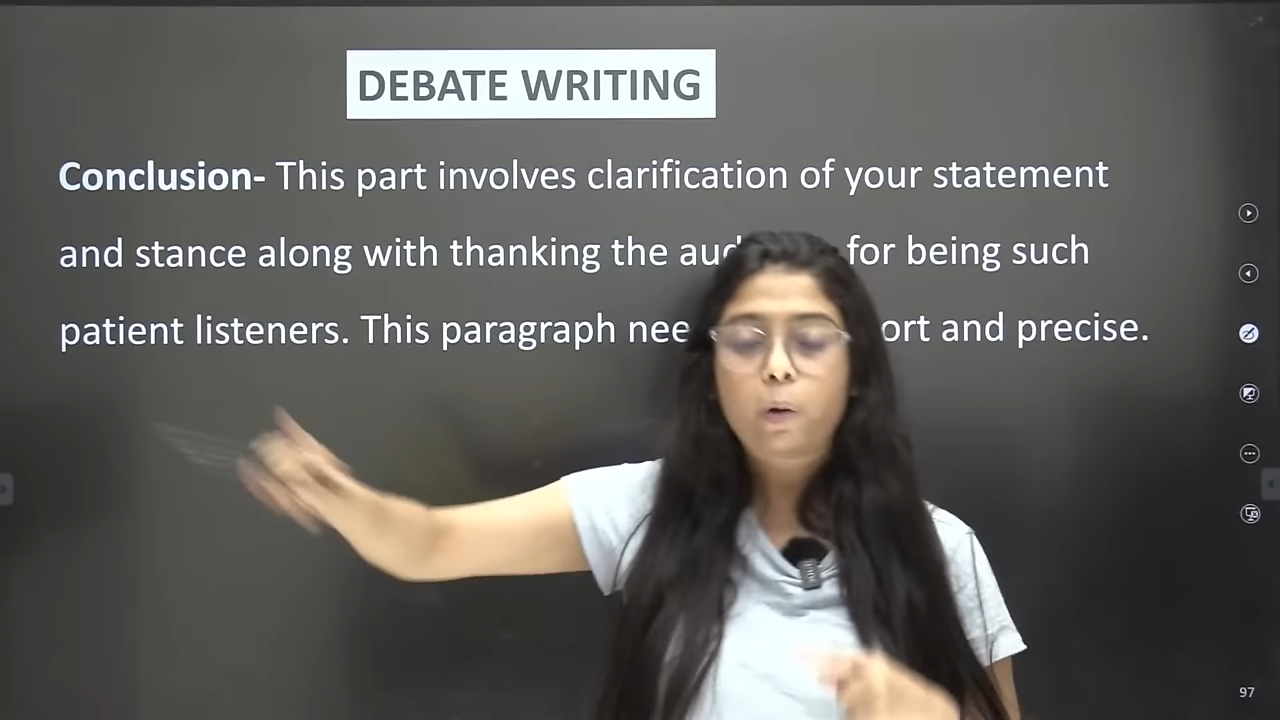 DEBATE WRITING
Conclusion- This part involves clarification of your statement
and stance along with thanking the for being such
patient listeners. This paragraph and precise.
97